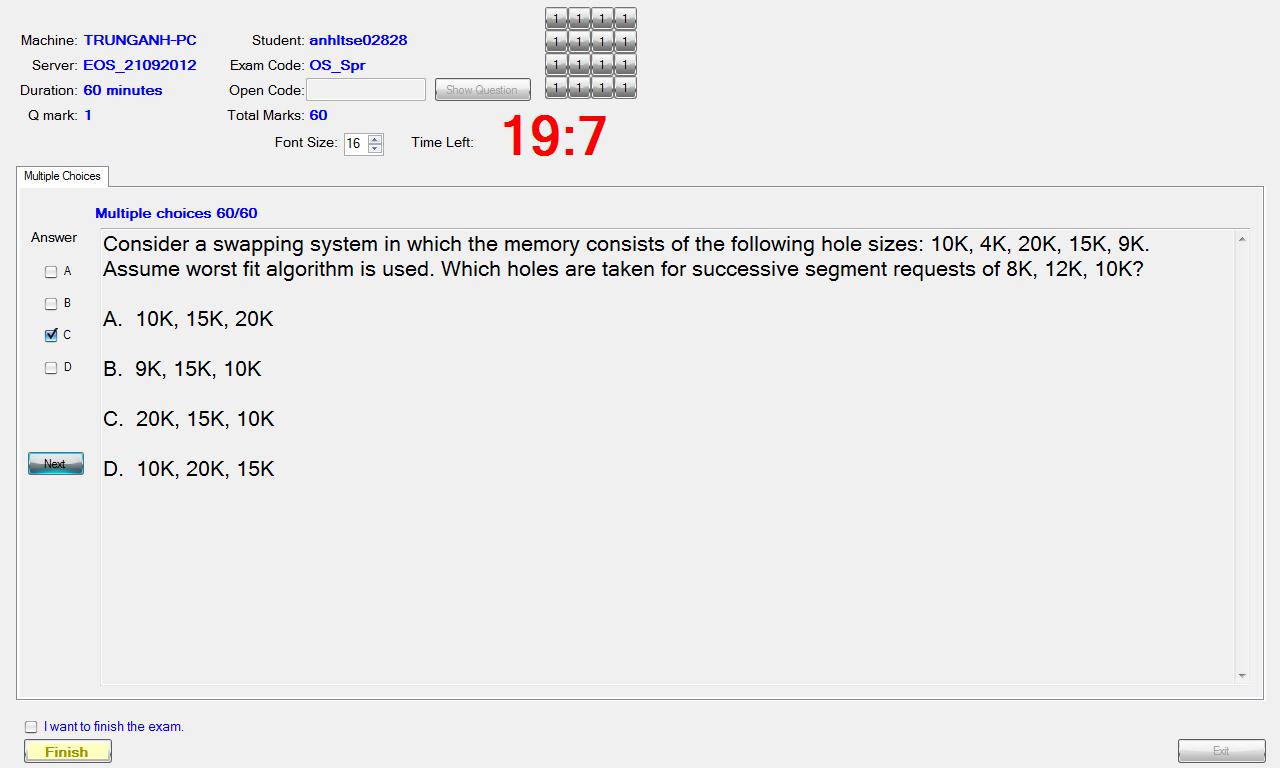 Machine: TRUNGANH-PC Student: anhltse02828
Server: EOS_21092012 Exam Code: OS_Spr
Duration: 60 minutes Open Code: Show Question
Q mark: 1 Total Marks: 60
Font Size: 16 Time Left: 19:7
1 1 1 1
1 1 1 1
1 1 1 1
1 1 1 1
Multiple Choices
Multiple choices 60/60
Answer
A
B
C
D
Next
Consider a swapping system in which the memory consists of the following hole sizes: 10K, 4K, 20K, 15K, 9K.
Assume worst fit algorithm is used. Which holes are taken for successive segment requests of 8K, 12K, 10K?
A. 10K, 15K, 20K
B. 9K, 15K, 10K
C. 20K, 15K, 10K
D. 10K, 20K, 15K
I want to finish the exam.
Finish
Exit